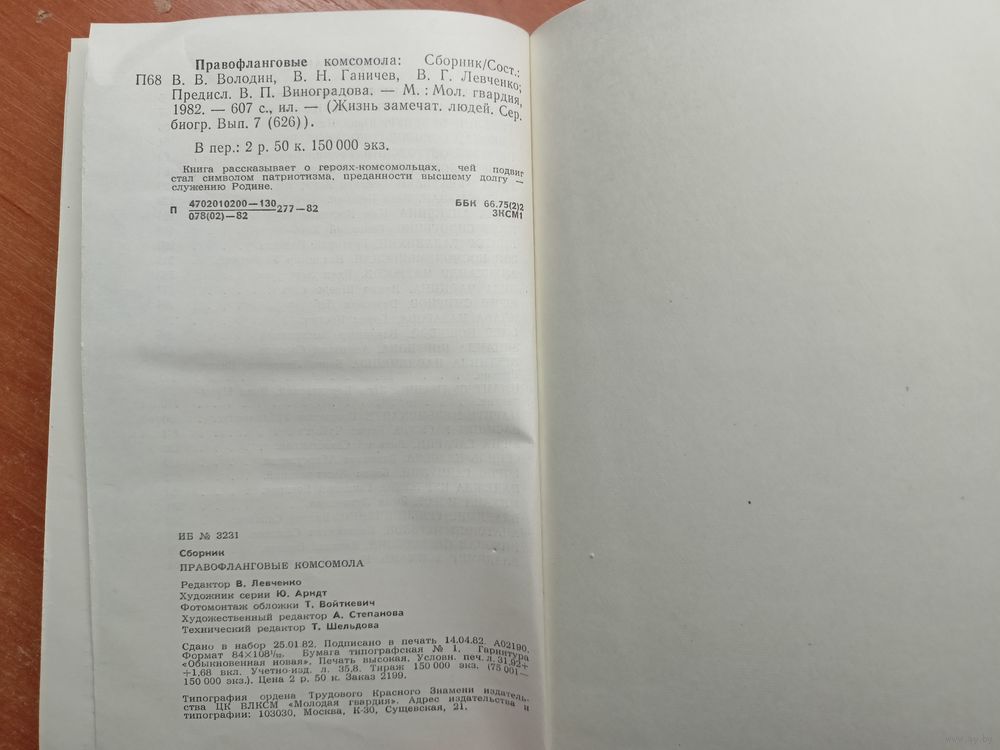 Правофланговые комсомола: Сборник/Сост.:
П68 В. В. Володин, В. Н. Ганичев, В. Г. Левченко;
Предисл. В. П. Виноградова. — М. : Мол. гвардия,
1982. — 607 с., ил. — (Жизнь замечат. людей. Сер.
биогр. Вып. 7 (626)).
В пер.: 2 р. 50 к. 150 000 экз.
Книга рассказывает о героях-комсомольцах, чей подвиг
стал символом патриотизма, преданности высшему долгу —
служению Родине.
П 4702010200—130
078(02)—82 277—82
ББК 66.75(2)2
3КСМ1
ИБ № 3231
Сборник
ПРАВОФЛАНГОВЫЕ КОМСОМОЛА
Редактор В. Левченко
Художник серии Ю. Арндт
Фотомонтаж обложки Т. Войткевич
Художественный редактор А. Степанова
Технический редактор Т. Шельдова
Сдано в набор 25.01.82. Подписано в печать 14.04.82. А02190.
Формат 84×108¹/₃₂. Бумага типографская № 1. Гарнитура
«Обыкновенная новая». Печать высокая. Условн. печ. л. 31,92+
+1,68 вкл. Учетно-изд. л. 35,8. Тираж 150 000 экз. (75 001—
150 000 экз.). Цена 2 р. 50 к. Заказ 2199.
Типография ордена Трудового Красного Знамени издатель-
ства ЦК ВЛКСМ «Молодая гвардия». Адрес издательства и
типографии: 103030, Москва, К-30, Сущевская, 21.